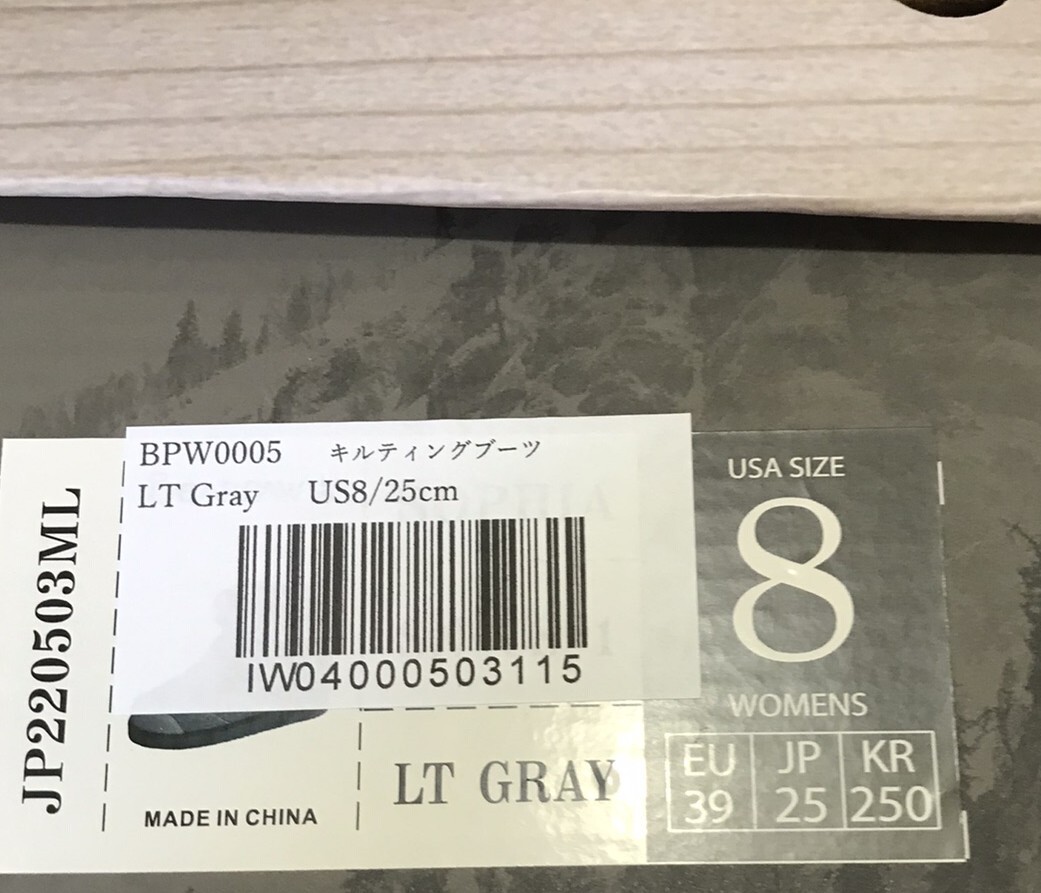 BPW0005 キルティングブーツ
LT Gray US8/25cm
IW04000503115
JP220503ML
MADE IN CHINA
LT GRAY
USA SIZE
8
WOMENS
EU JP KR
39 25 250